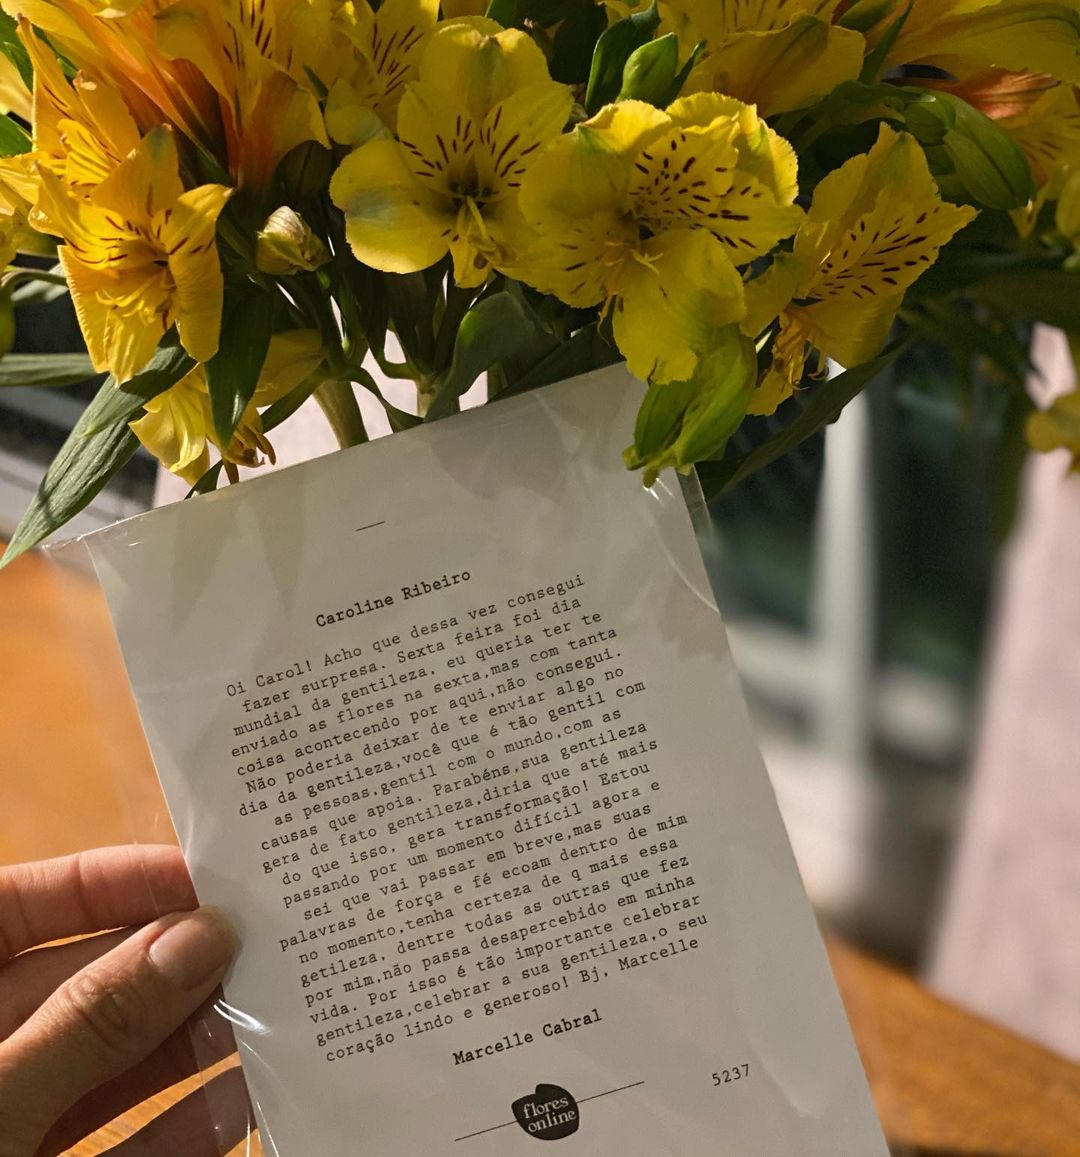 Caroline Ribeiro
Oi Carol! Acho que dessa vez consegui
fazer surpresa. Sexta feira foi dia
mundial da gentileza, eu queria ter te
enviado as flores na sexta,mas com tanta
coisa acontecendo por aqui,não consegui.
Não poderia deixar de te enviar algo no
dia da gentileza,você que é tão gentil com
as pessoas,gentil com o mundo,com as
causas que apoia. Parabéns,sua gentileza
gera de fato gentileza,diria que até mais
do que isso, gera transformação! Estou
passando por um momento difícil agora e
sei que vai passar em breve,mas suas
palavras de força e fé ecoam dentro de mim
no momento,tenha certeza de q mais essa
getileza, dentre todas as outras que fez
por mim,não passa desapercebido em minha
vida. Por isso é tão importante celebrar
gentileza,celebrar a sua gentileza,o seu
coração lindo e generoso! Bj, Marcelle
Marcelle Cabral
5237
flores
online